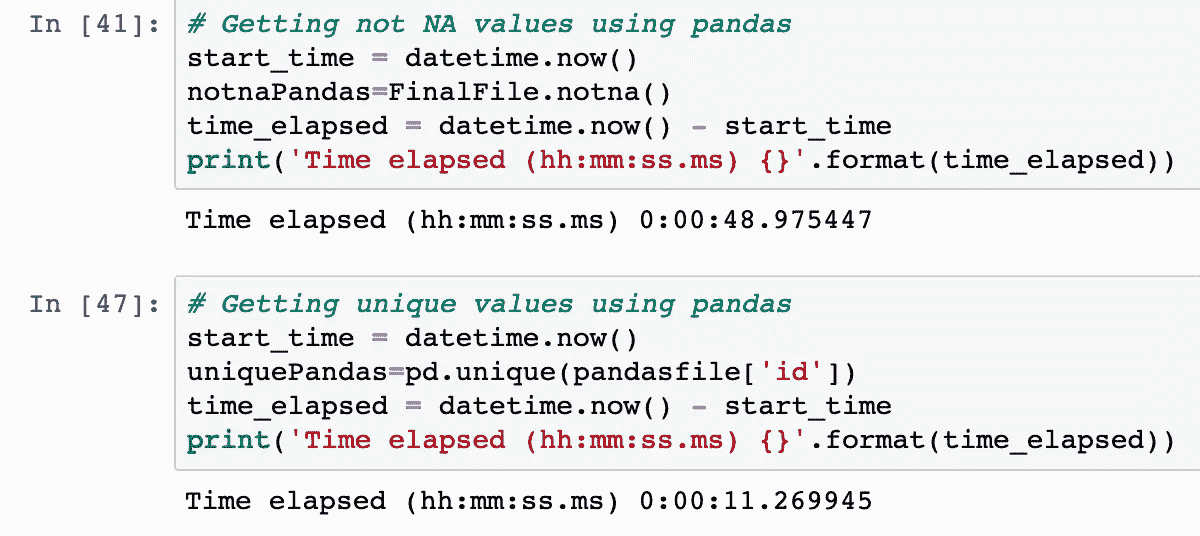 In [41]: # Getting not NA values using pandas
start_time = datetime.now()
notnaPandas=FinalFile.notna()
time_elapsed = datetime.now() - start_time
print('Time elapsed (hh:mm:ss.ms) {}'.format(time_elapsed))
Time elapsed (hh:mm:ss.ms) 0:00:48.975447
In [47]: # Getting unique values using pandas
start_time = datetime.now()
uniquePandas=pd.unique(pandasfile['id'])
time_elapsed = datetime.now() - start_time
print('Time elapsed (hh:mm:ss.ms) {}'.format(time_elapsed))
Time elapsed (hh:mm:ss.ms) 0:00:11.269945